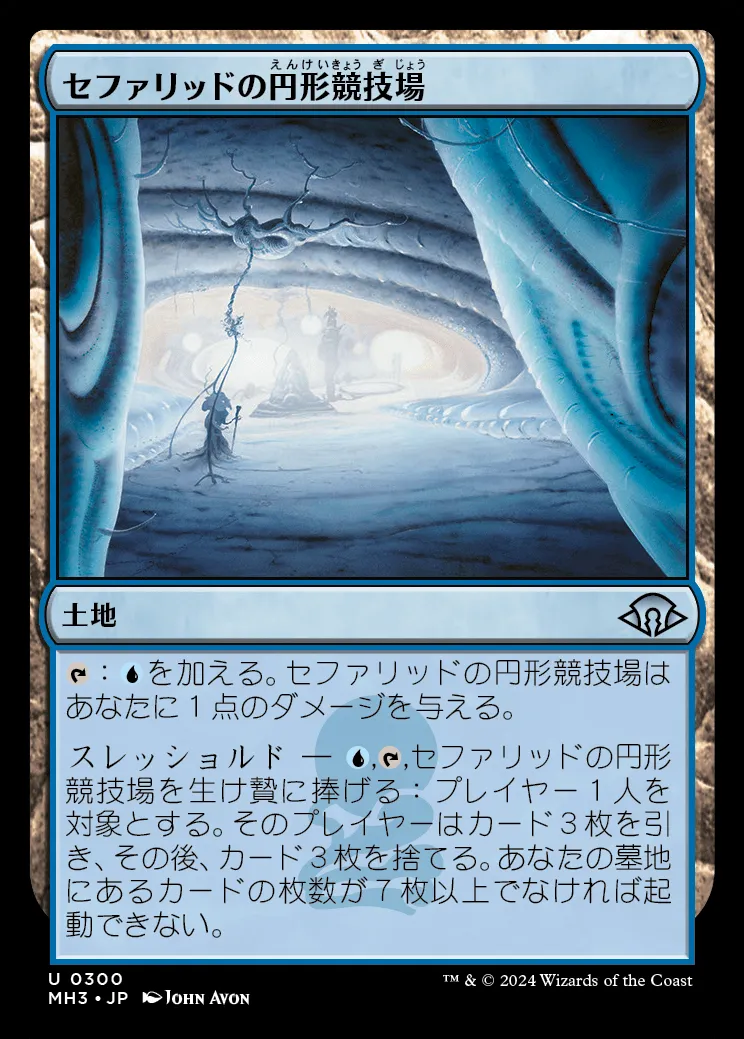 えんけいきょうぎじょう
セファリッドの円形競技場
土地
：を加える。セファリッドの円形競技場は
あなたに1点のダメージを与える。
スレッショルド ― ,,セファリッドの円形
競技場を生け贄に捧げる：プレイヤー1人を
対象とする。そのプレイヤーはカード3枚を引
き、その後、カード3枚を捨てる。あなたの墓地
にあるカードの枚数が7枚以上でなければ起
動できない。
U 0300
MH3 • JP John Avon
™ & © 2024 Wizards of the Coast